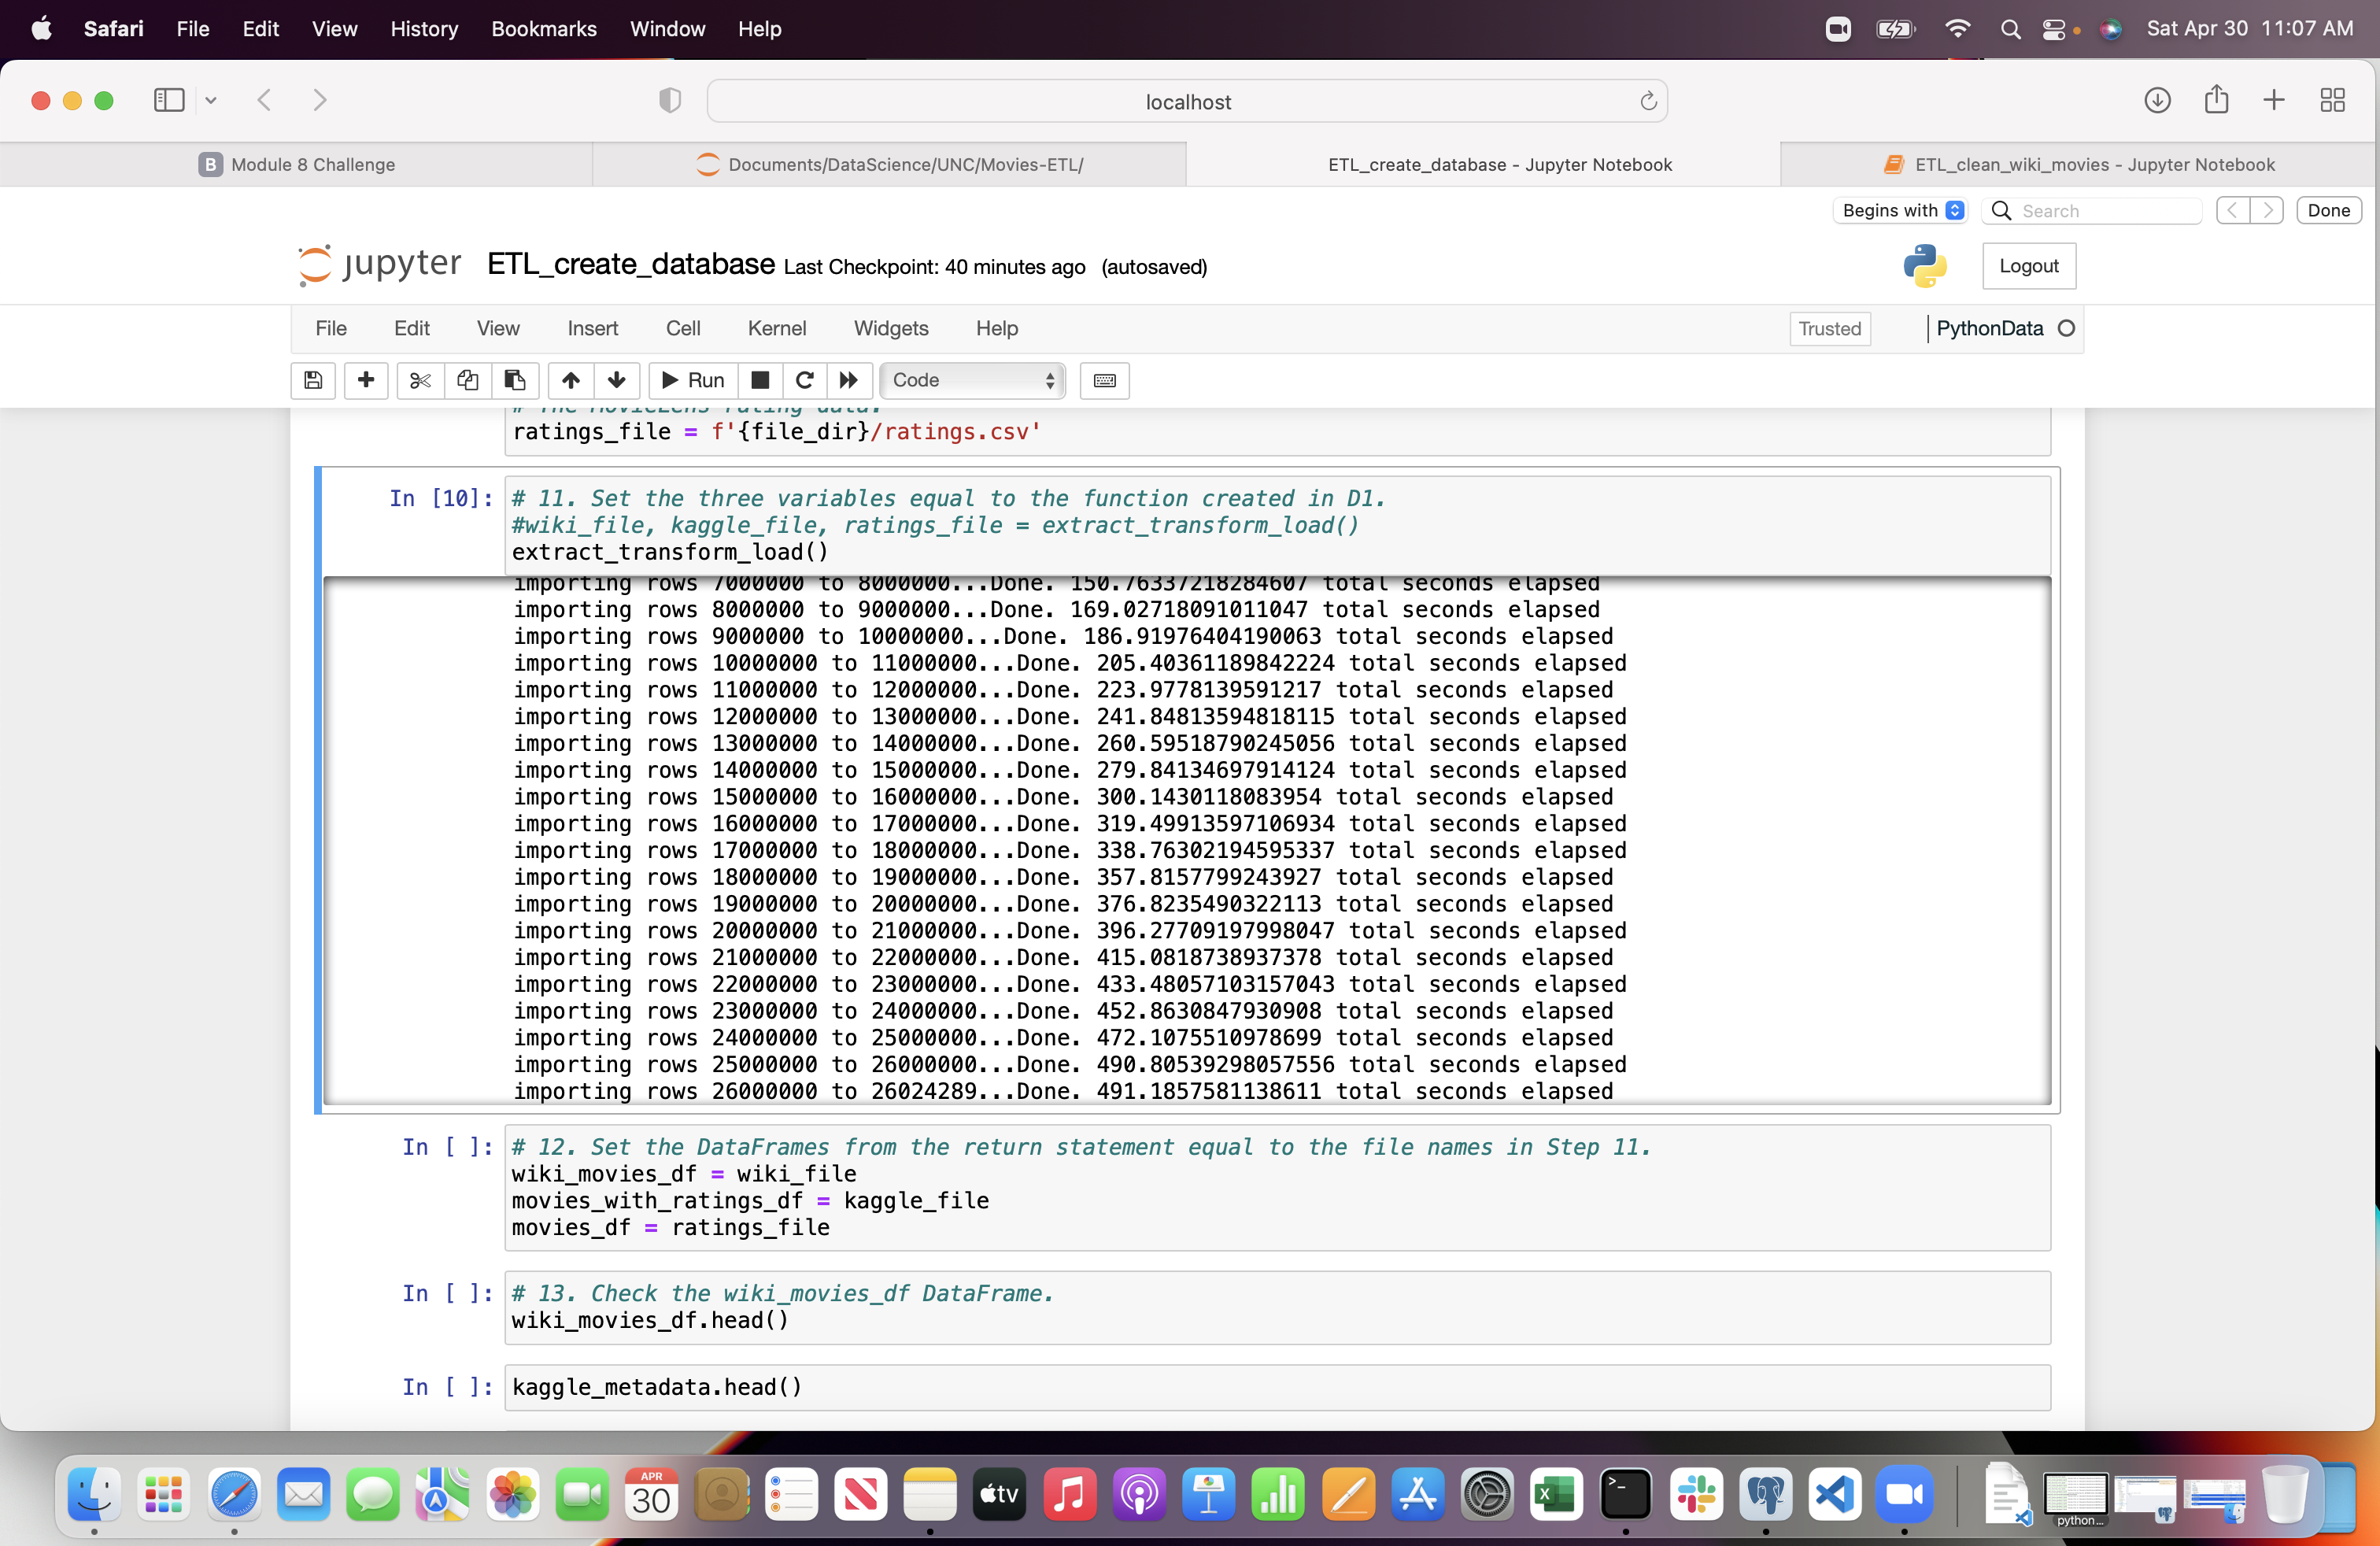 Safari File Edit View History Bookmarks Window Help Sat Apr 30 11:07 AM
localhost
B Module 8 Challenge Documents/DataScience/UNC/Movies-ETL/ ETL_create_database - Jupyter Notebook ETL_clean_wiki_movies - Jupyter Notebook
Begins with Search Done
jupyter ETL_create_database Last Checkpoint: 40 minutes ago (autosaved) Logout
File Edit View Insert Cell Kernel Widgets Help Trusted PythonData
Run Code
# The MovieLens rating data.
ratings_file = f'{file_dir}/ratings.csv'
In [10]: # 11. Set the three variables equal to the function created in D1.
#wiki_file, kaggle_file, ratings_file = extract_transform_load()
extract_transform_load()
importing rows 7000000 to 8000000...Done. 150.76337218284607 total seconds elapsed
importing rows 8000000 to 9000000...Done. 169.02718091011047 total seconds elapsed
importing rows 9000000 to 10000000...Done. 186.91976404190063 total seconds elapsed
importing rows 10000000 to 11000000...Done. 205.40361189842224 total seconds elapsed
importing rows 11000000 to 12000000...Done. 223.9778139591217 total seconds elapsed
importing rows 12000000 to 13000000...Done. 241.84813594818115 total seconds elapsed
importing rows 13000000 to 14000000...Done. 260.59518790245056 total seconds elapsed
importing rows 14000000 to 15000000...Done. 279.84134697914124 total seconds elapsed
importing rows 15000000 to 16000000...Done. 300.1430118083954 total seconds elapsed
importing rows 16000000 to 17000000...Done. 319.49913597106934 total seconds elapsed
importing rows 17000000 to 18000000...Done. 338.76302194595337 total seconds elapsed
importing rows 18000000 to 19000000...Done. 357.8157799243927 total seconds elapsed
importing rows 19000000 to 20000000...Done. 376.8235490322113 total seconds elapsed
importing rows 20000000 to 21000000...Done. 396.27709197998047 total seconds elapsed
importing rows 21000000 to 22000000...Done. 415.0818738937378 total seconds elapsed
importing rows 22000000 to 23000000...Done. 433.48057103157043 total seconds elapsed
importing rows 23000000 to 24000000...Done. 452.8630847930908 total seconds elapsed
importing rows 24000000 to 25000000...Done. 472.1075510978699 total seconds elapsed
importing rows 25000000 to 26000000...Done. 490.80539298057556 total seconds elapsed
importing rows 26000000 to 26024289...Done. 491.1857581138611 total seconds elapsed
In [ ]: # 12. Set the DataFrames from the return statement equal to the file names in Step 11.
wiki_movies_df = wiki_file
movies_with_ratings_df = kaggle_file
movies_df = ratings_file
In [ ]: # 13. Check the wiki_movies_df DataFrame.
wiki_movies_df.head()
In [ ]: kaggle_metadata.head()
APR
30
tv
python...